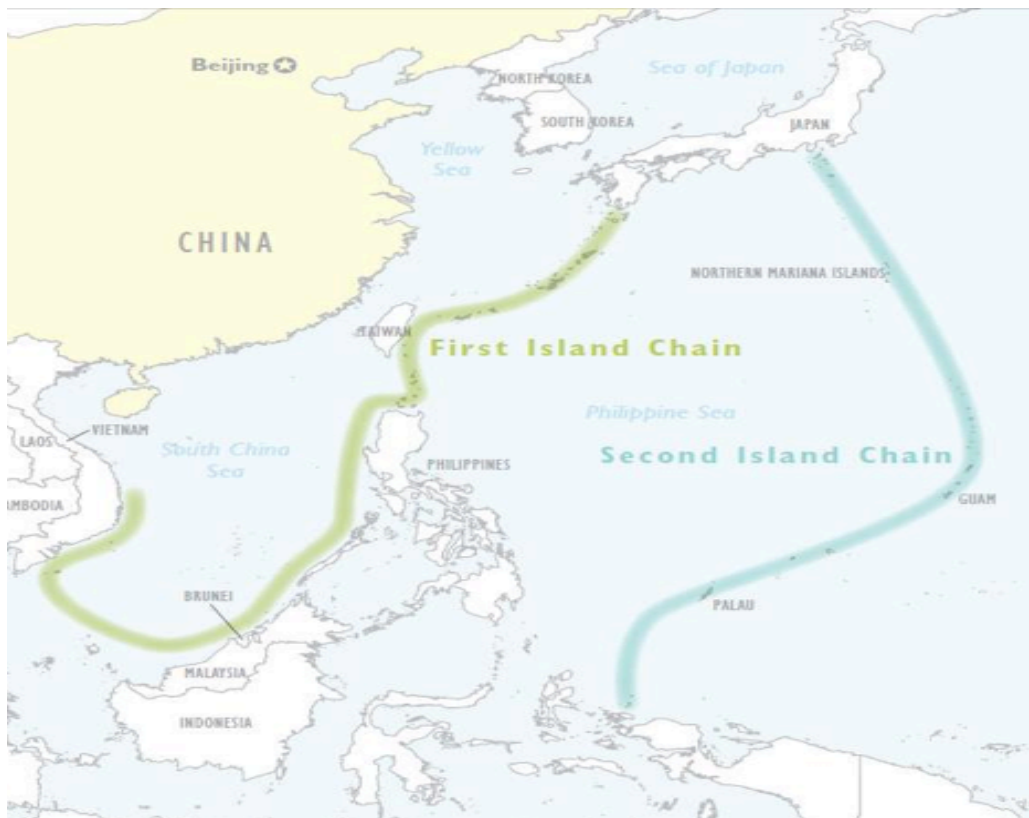 Beijing
NORTH KOREA
Sea of Japan
SOUTH KOREA
JAPAN
Yellow
Sea
CHINA
NORTHERN MARIANA ISLANDS
TAIWAN
First Island Chain
Philippine Sea
VIETNAM
LAOS
South China
Sea
PHILIPPINES
Second Island Chain
AMBODIA
GUAM
BRUNEI
PALAU
MALAYSIA
INDONESIA